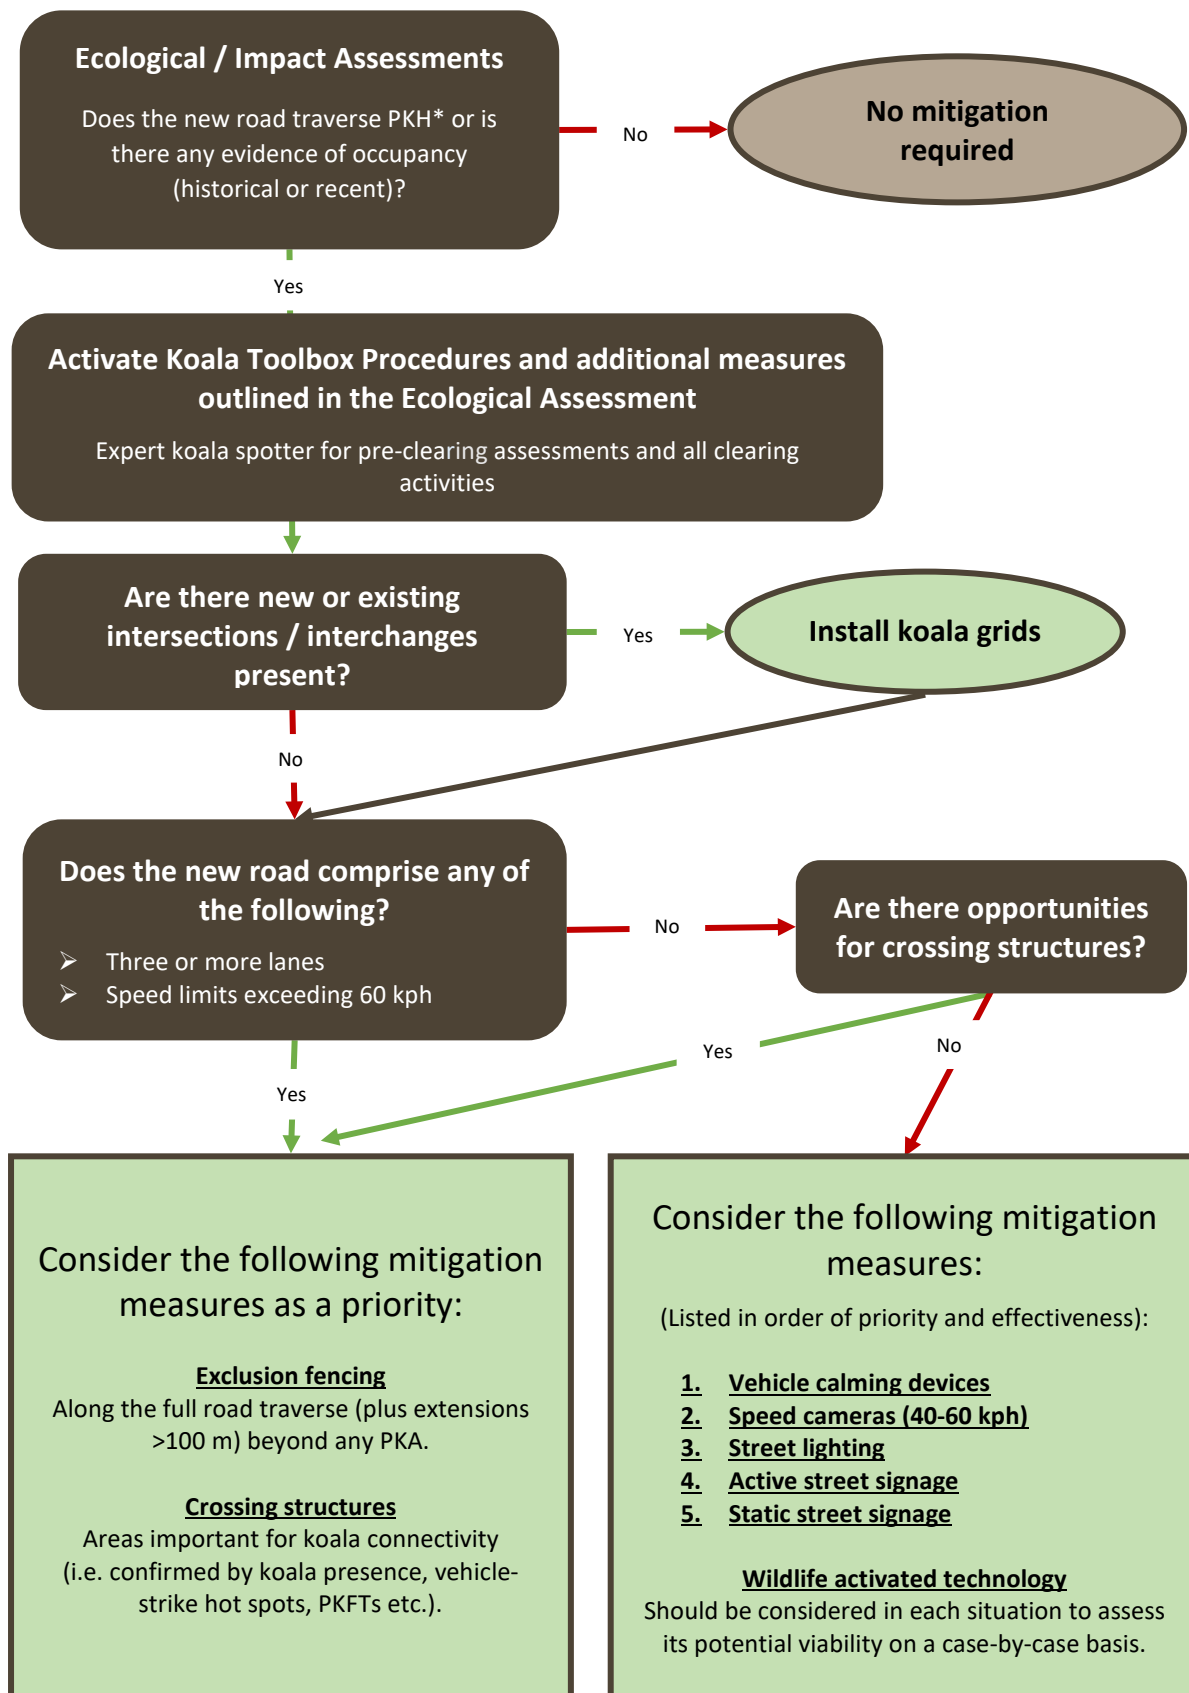 Ecological / Impact Assessments
Does the new road traverse PKH* or is
there any evidence of occupancy
(historical or recent)?
No
No mitigation
required
Yes
Activate Koala Toolbox Procedures and additional measures
outlined in the Ecological Assessment
Expert koala spotter for pre-clearing assessments and all clearing
activities
Are there new or existing
intersections / interchanges
present?
Yes
Install koala grids
No
Does the new road comprise any of
the following?
➢ Three or more lanes
➢ Speed limits exceeding 60 kph
No
Are there opportunities
for crossing structures?
Yes
No
Yes
Consider the following mitigation
measures as a priority:
Exclusion fencing
Along the full road traverse (plus extensions
>100 m) beyond any PKA.
Crossing structures
Areas important for koala connectivity
(i.e. confirmed by koala presence, vehicle-
strike hot spots, PKFTs etc.).
Consider the following mitigation
measures:
(Listed in order of priority and effectiveness):
1. Vehicle calming devices
2. Speed cameras (40-60 kph)
3. Street lighting
4. Active street signage
5. Static street signage
Wildlife activated technology
Should be considered in each situation to assess
its potential viability on a case-by-case basis.